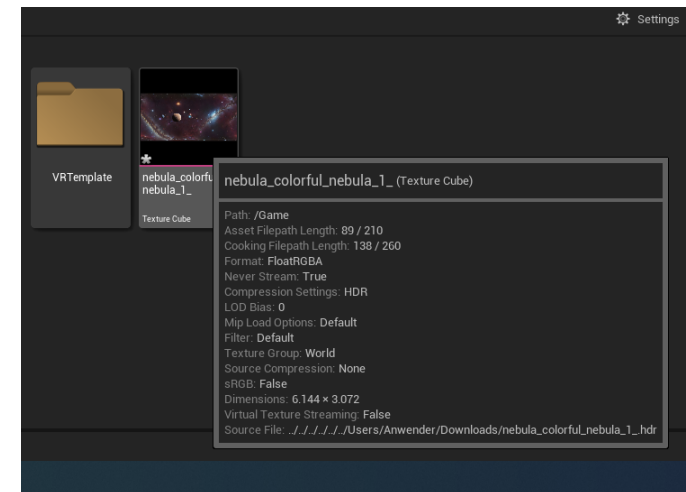 Settings
VRTemplate
nebula_colorfu
nebula_1_
Texture Cube
nebula_colorful_nebula_1_ (Texture Cube)
Path: /Game
Asset Filepath Length: 89 / 210
Cooking Filepath Length: 138 / 260
Format: FloatRGBA
Never Stream: True
Compression Settings: HDR
LOD Bias: 0
Mip Load Options: Default
Filter: Default
Texture Group: World
Source Compression: None
sRGB: False
Dimensions: 6.144 × 3.072
Virtual Texture Streaming: False
Source File: ../../../../../../Users/Anwender/Downloads/nebula_colorful_nebula_1_.hdr